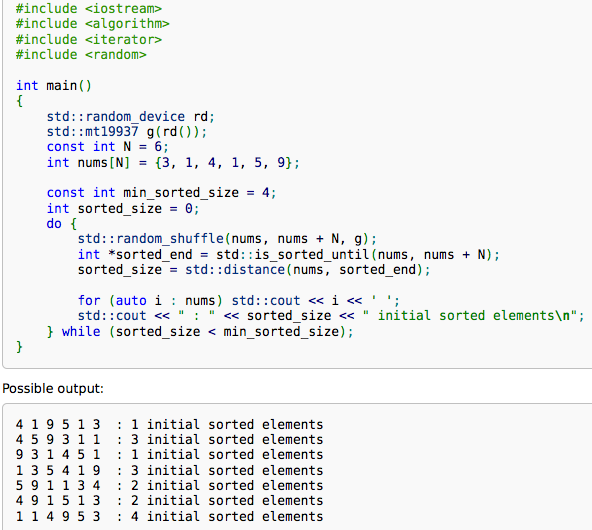 #include <iostream>
#include <algorithm>
#include <iterator>
#include <random>

int main()
{
    std::random_device rd;
    std::mt19937 g(rd());
    const int N = 6;
    int nums[N] = {3, 1, 4, 1, 5, 9};

    const int min_sorted_size = 4;
    int sorted_size = 0;
    do {
        std::random_shuffle(nums, nums + N, g);
        int *sorted_end = std::is_sorted_until(nums, nums + N);
        sorted_size = std::distance(nums, sorted_end);

        for (auto i : nums) std::cout << i << ' ';
        std::cout << " : " << sorted_size << " initial sorted elements\n";
    } while (sorted_size < min_sorted_size);
}
Possible output:
4 1 9 5 1 3  : 1 initial sorted elements
4 5 9 3 1 1  : 3 initial sorted elements
9 3 1 4 5 1  : 1 initial sorted elements
1 3 5 4 1 9  : 3 initial sorted elements
5 9 1 1 3 4  : 2 initial sorted elements
4 9 1 5 1 3  : 2 initial sorted elements
1 1 4 9 5 3  : 4 initial sorted elements